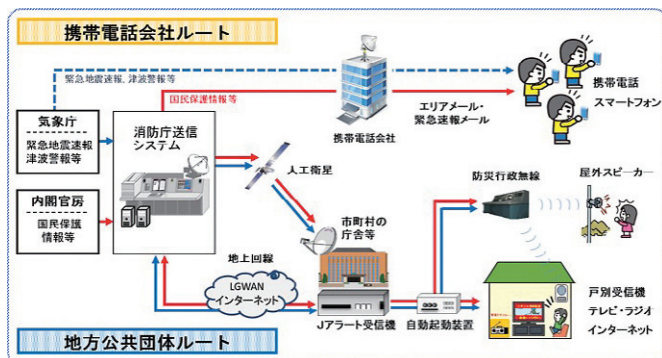 携帯電話会社ルート
緊急地震速報、津波警報等
国民保護情報等
気象庁
緊急地震速報
津波警報等
消防庁送信
システム
内閣官房
国民保護
情報等
携帯電話会社
エリアメール・
緊急速報メール
携帯電話
スマートフォン
人工衛星
市町村の
庁舎等
地上回線
LGWAN
インターネット
Jアラート受信機
自動起動装置
防災行政無線
屋外スピーカー
戸別受信機
テレビ・ラジオ
インターネット
地方公共団体ルート